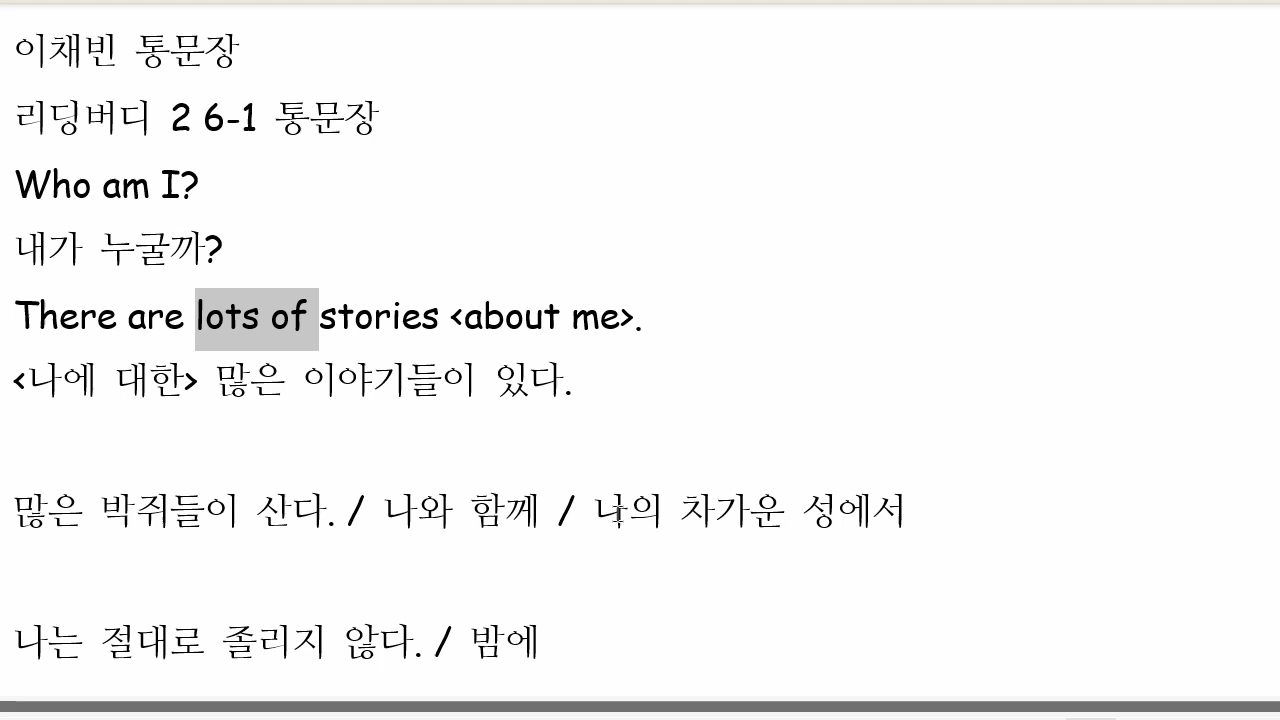 이채빈 통문장
리딩버디 2 6-1 통문장
Who am I?
내가 누굴까?
There are lots of stories <about me>.
<나에 대한> 많은 이야기들이 있다.
많은 박쥐들이 산다. / 나와 함께 / 나의 차가운 성에서
나는 절대로 졸리지 않다. / 밤에